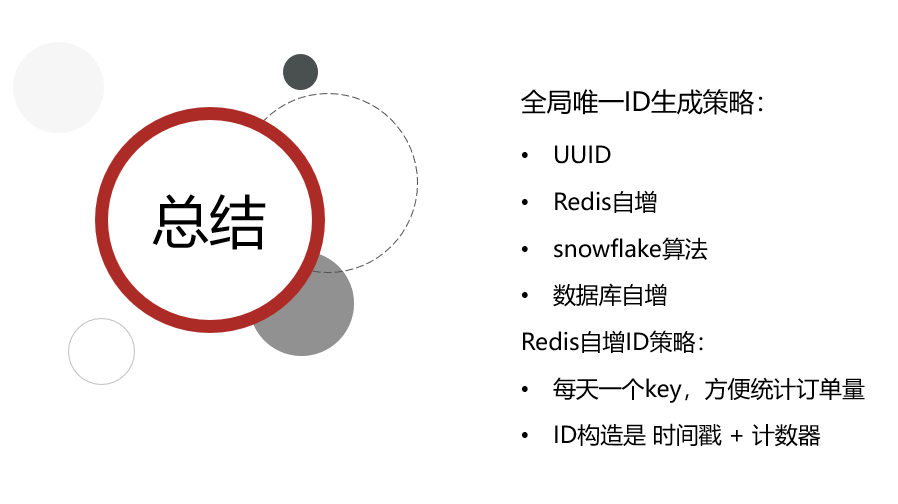 总结
全局唯一ID生成策略：
• UUID
• Redis自增
• snowflake算法
• 数据库自增
Redis自增ID策略：
• 每天一个key，方便统计订单量
• ID构造是 时间戳 + 计数器